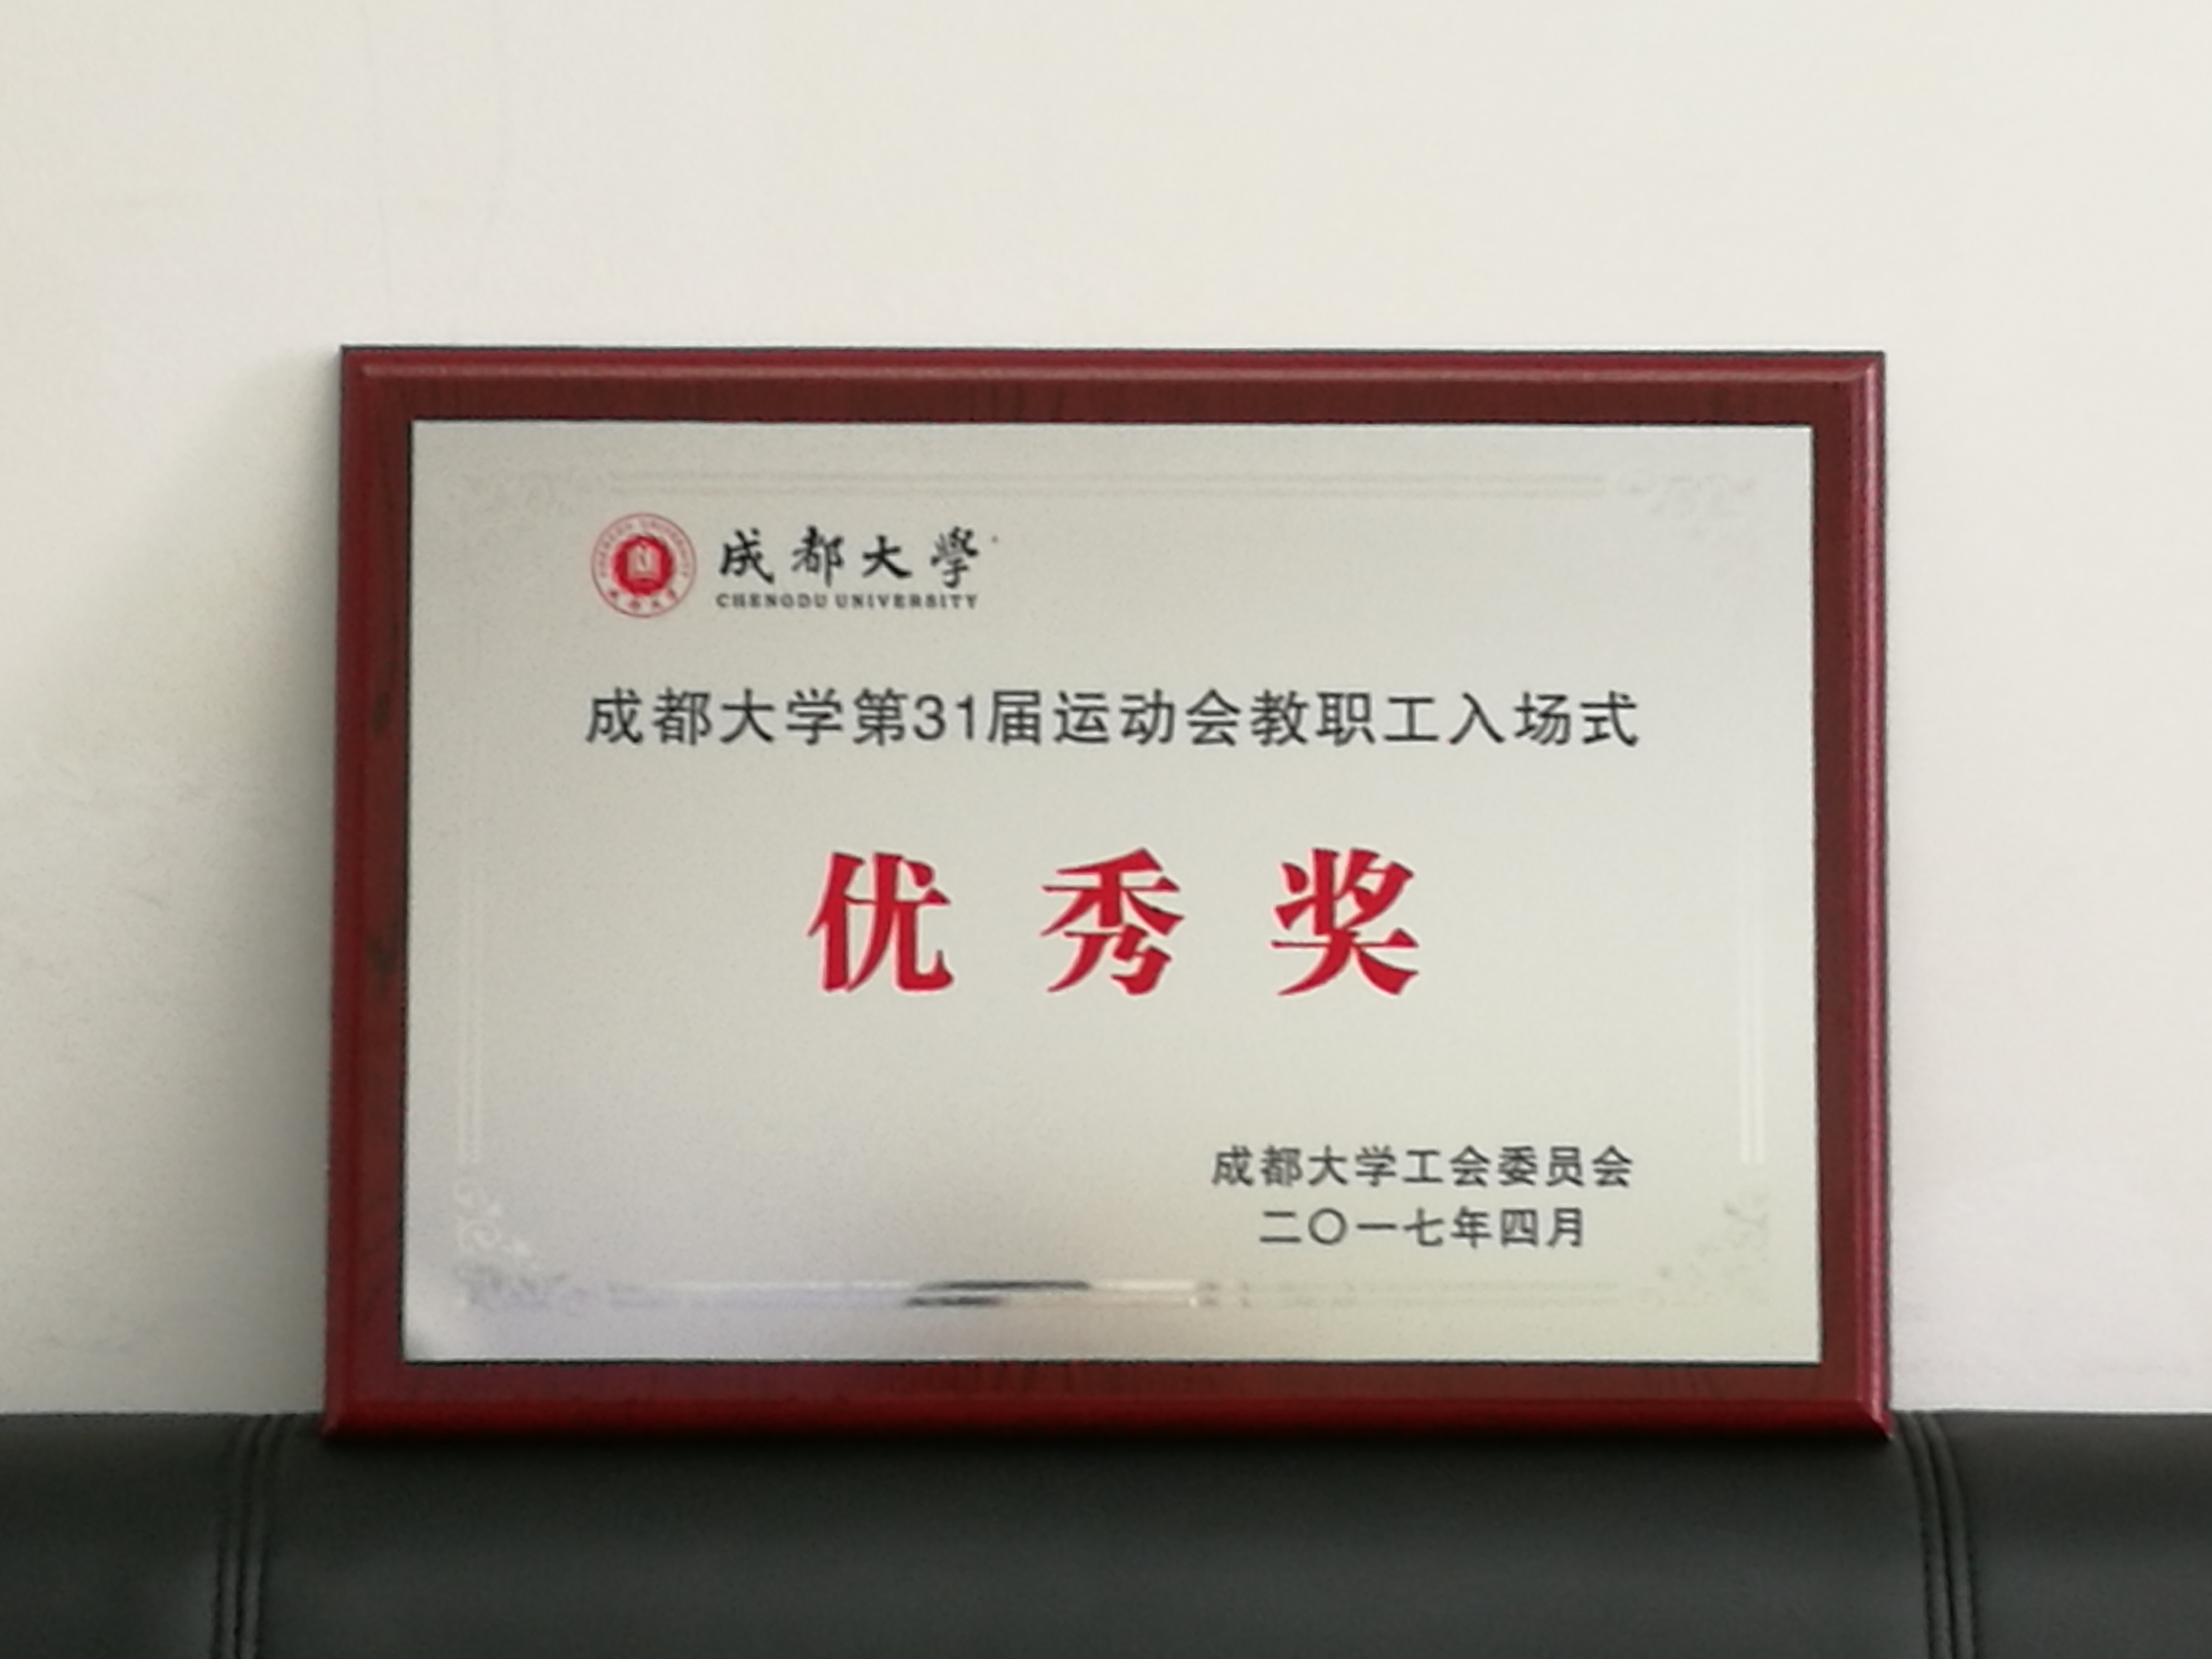 成都大學
CHENGDU UNIVERSITY
成都大学第31届运动会教职工入场式
优秀奖
成都大学工会委员会
二〇一七年四月